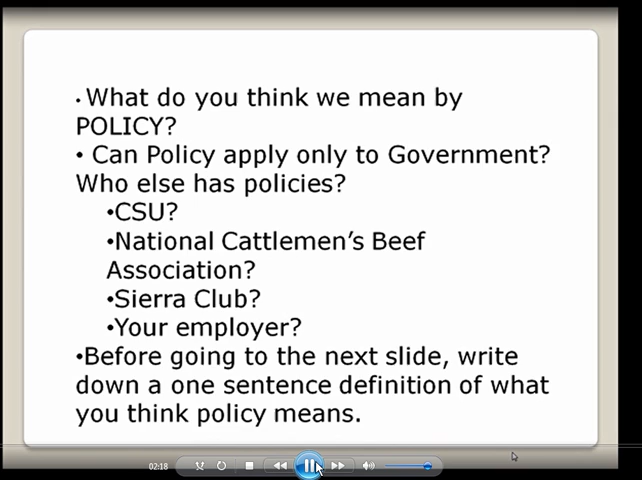 • What do you think we mean by
POLICY?
• Can Policy apply only to Government?
Who else has policies?
•CSU?
•National Cattlemen's Beef
Association?
•Sierra Club?
•Your employer?
•Before going to the next slide, write
down a one sentence definition of what
you think policy means.
02:18